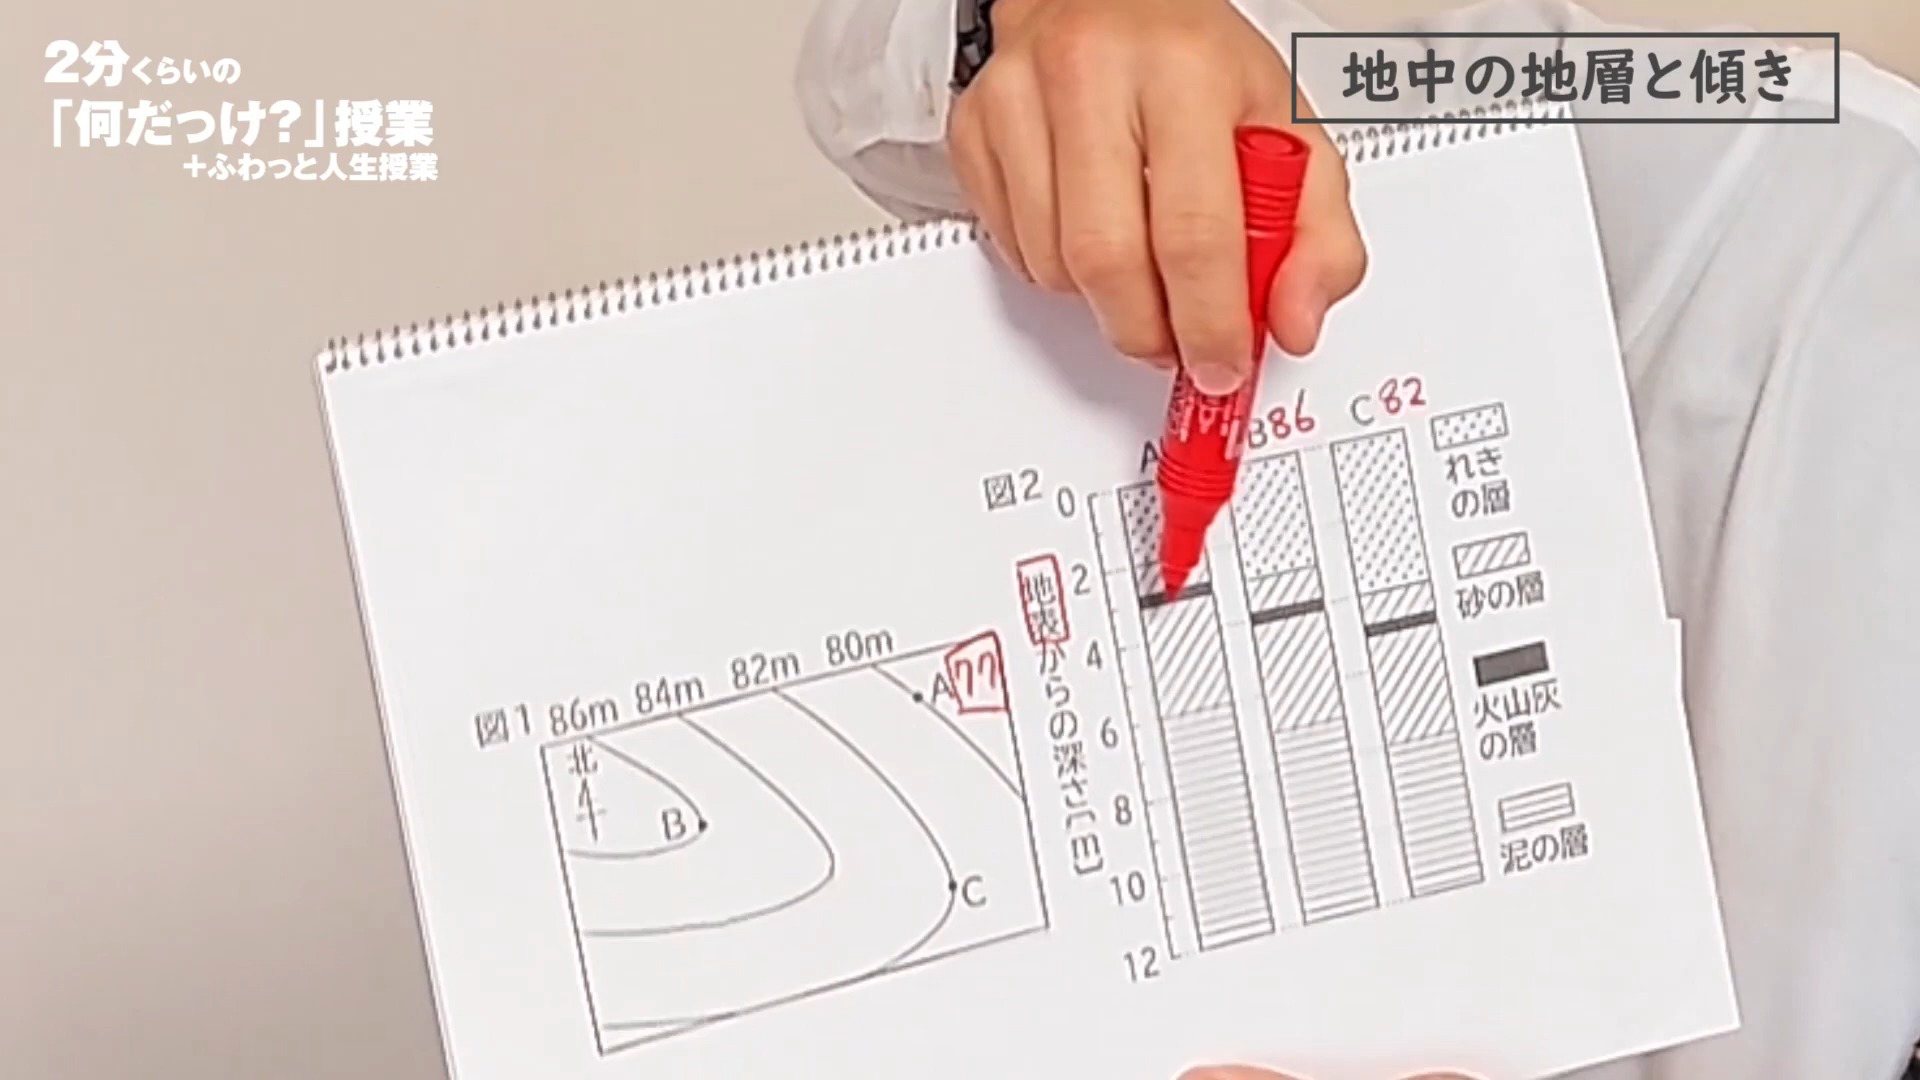 2分くらいの
「何だっけ?」授業
+ふわっと人生授業
地中の地層と傾き
図2
A
B86
C82
0
2
4
6
8
10
12
地表からの深さ[m]
れき
の層
砂の層
火山灰
の層
泥の層
図1
86m
84m
82m
80m
北
A
77
B
C